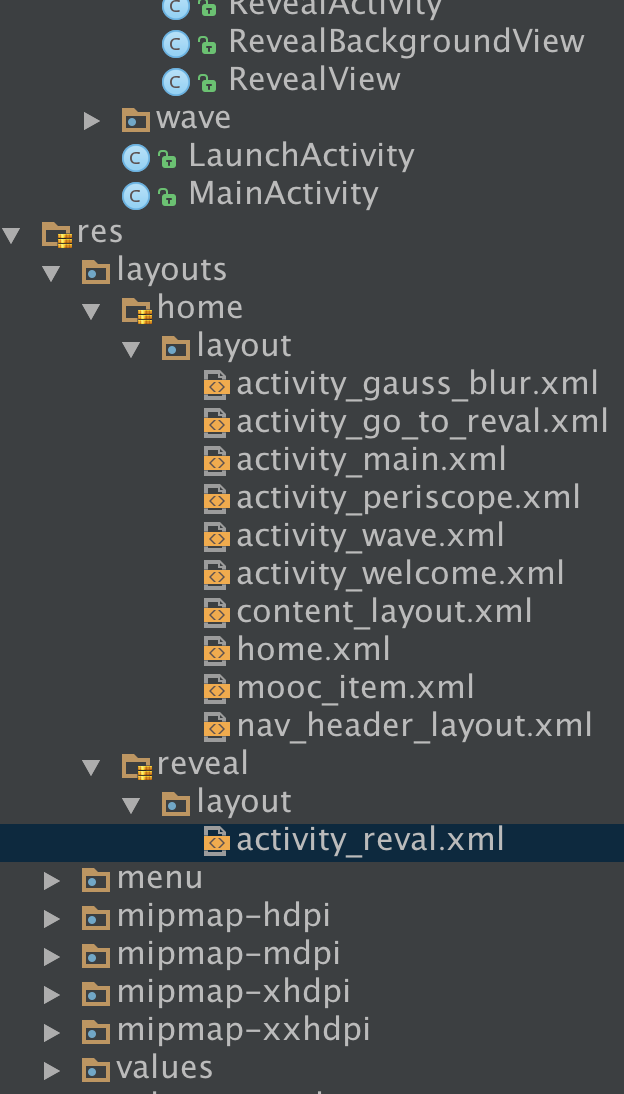 RevealActivity
RevealBackgroundView
RevealView
wave
LaunchActivity
MainActivity
res
layouts
home
layout
activity_gauss_blur.xml
activity_go_to_reval.xml
activity_main.xml
activity_periscope.xml
activity_wave.xml
activity_welcome.xml
content_layout.xml
home.xml
mooc_item.xml
nav_header_layout.xml
reveal
layout
activity_reval.xml
menu
mipmap-hdpi
mipmap-mdpi
mipmap-xhdpi
mipmap-xxhdpi
values